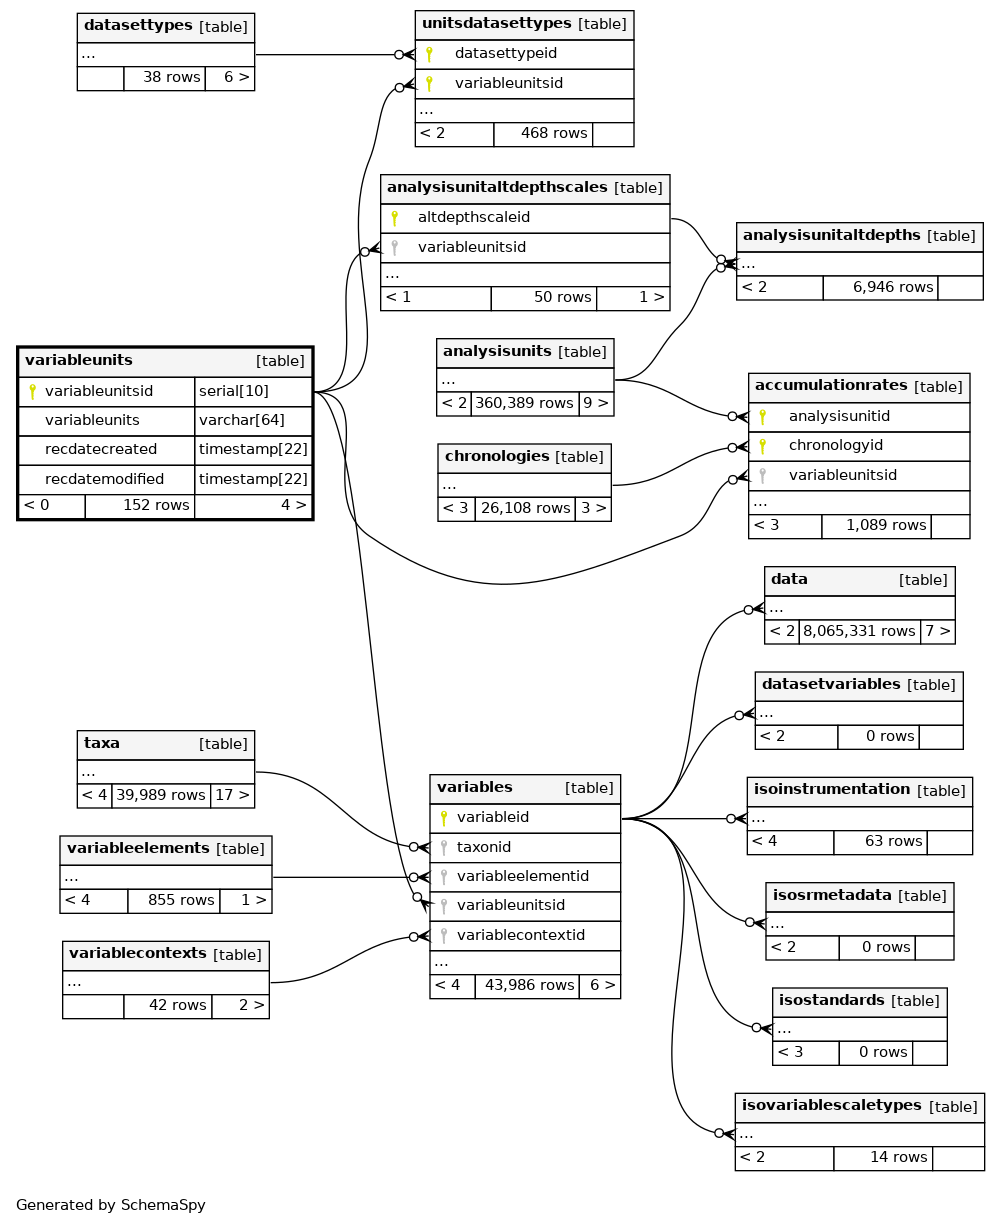 datasettypes [table]
...
38 rows 6 >
unitsdatasettypes [table]
datasettypeid
variableunitsid
...
< 2 468 rows
analysisunitaltdepthscales [table]
altdepthscaleid
variableunitsid
...
< 1 50 rows 1 >
analysisunitaltdepths [table]
...
< 2 6,946 rows
variableunits [table]
variableunitsid serial[10]
variableunits varchar[64]
recdatecreated timestamp[22]
recdatemodified timestamp[22]
< 0 152 rows 4 >
analysisunits [table]
...
< 2 360,389 rows 9 >
accumulationrates [table]
analysisunitid
chronologyid
variableunitsid
...
< 3 1,089 rows
chronologies [table]
...
< 3 26,108 rows 3 >
data [table]
...
< 2 8,065,331 rows 7 >
datasetvariables [table]
...
< 2 0 rows
taxa [table]
...
< 4 39,989 rows 17 >
variables [table]
variableid
taxonid
variableelementid
variableunitsid
variablecontextid
...
< 4 43,986 rows 6 >
isoinstrumentation [table]
...
< 4 63 rows
variableelements [table]
...
< 4 855 rows 1 >
isosrmetadata [table]
...
< 2 0 rows
variablecontexts [table]
...
42 rows 2 >
isostandards [table]
...
< 3 0 rows
isovariablescaletypes [table]
...
< 2 14 rows
Generated by SchemaSpy